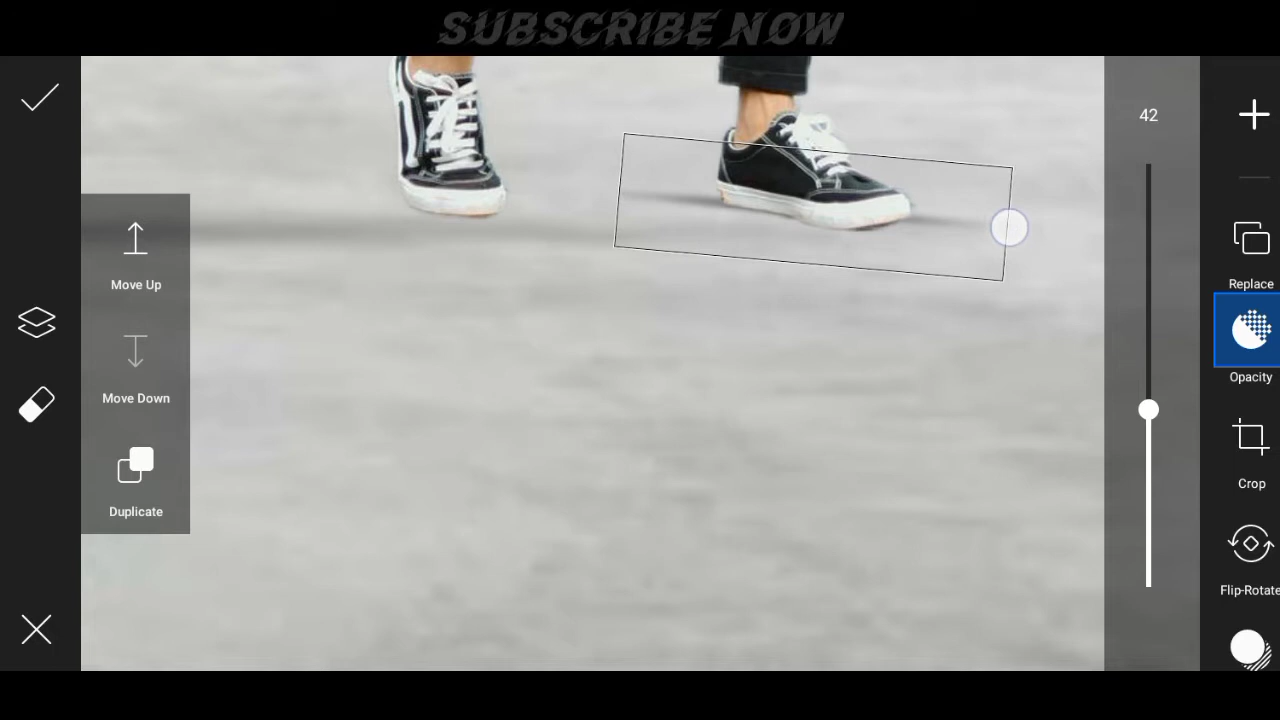 SUBSCRIBE NOW
42
Move Up
Replace
Opacity
Move Down
Crop
Duplicate
Flip-Rotate